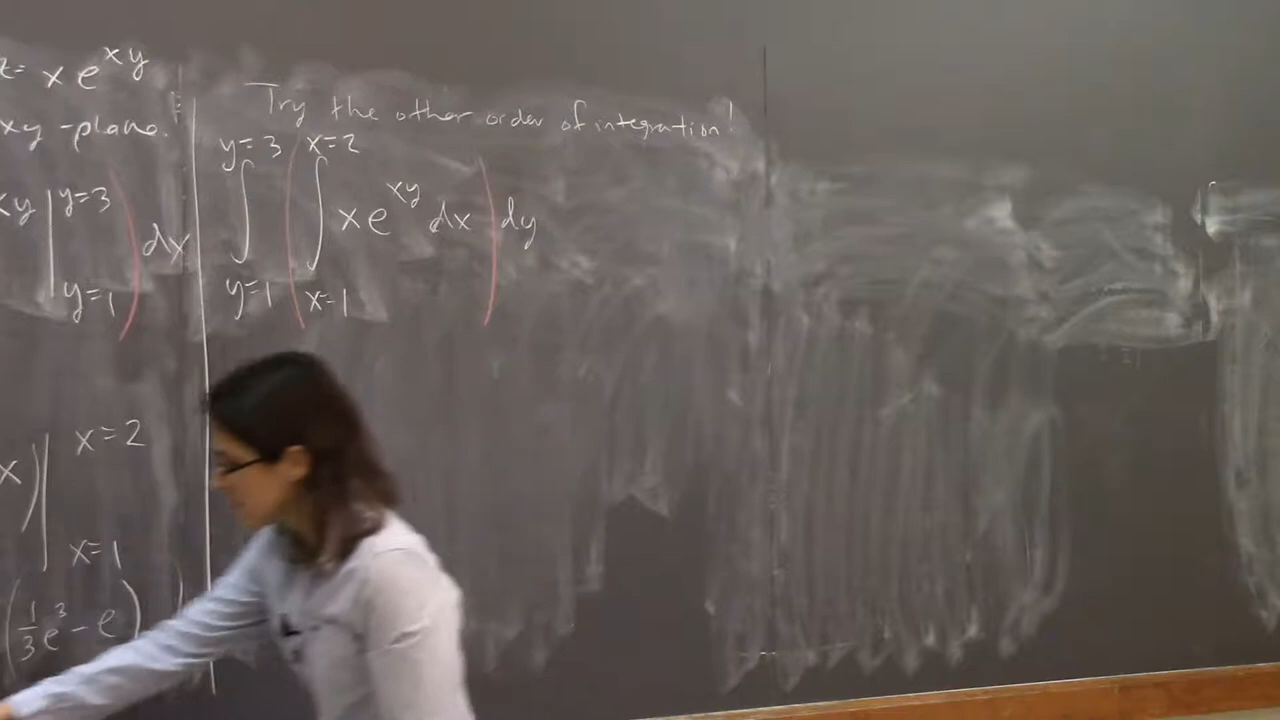 z= x e^{xy}
xy-plane.
xy | y=3
y=1
) dx
x ) | x=2
x=1
(1/3 e^3 - e)
Try the other order of integration!
y=3 x=2
∫ ( ∫ x e^{xy} dx ) dy
y=1 x=1